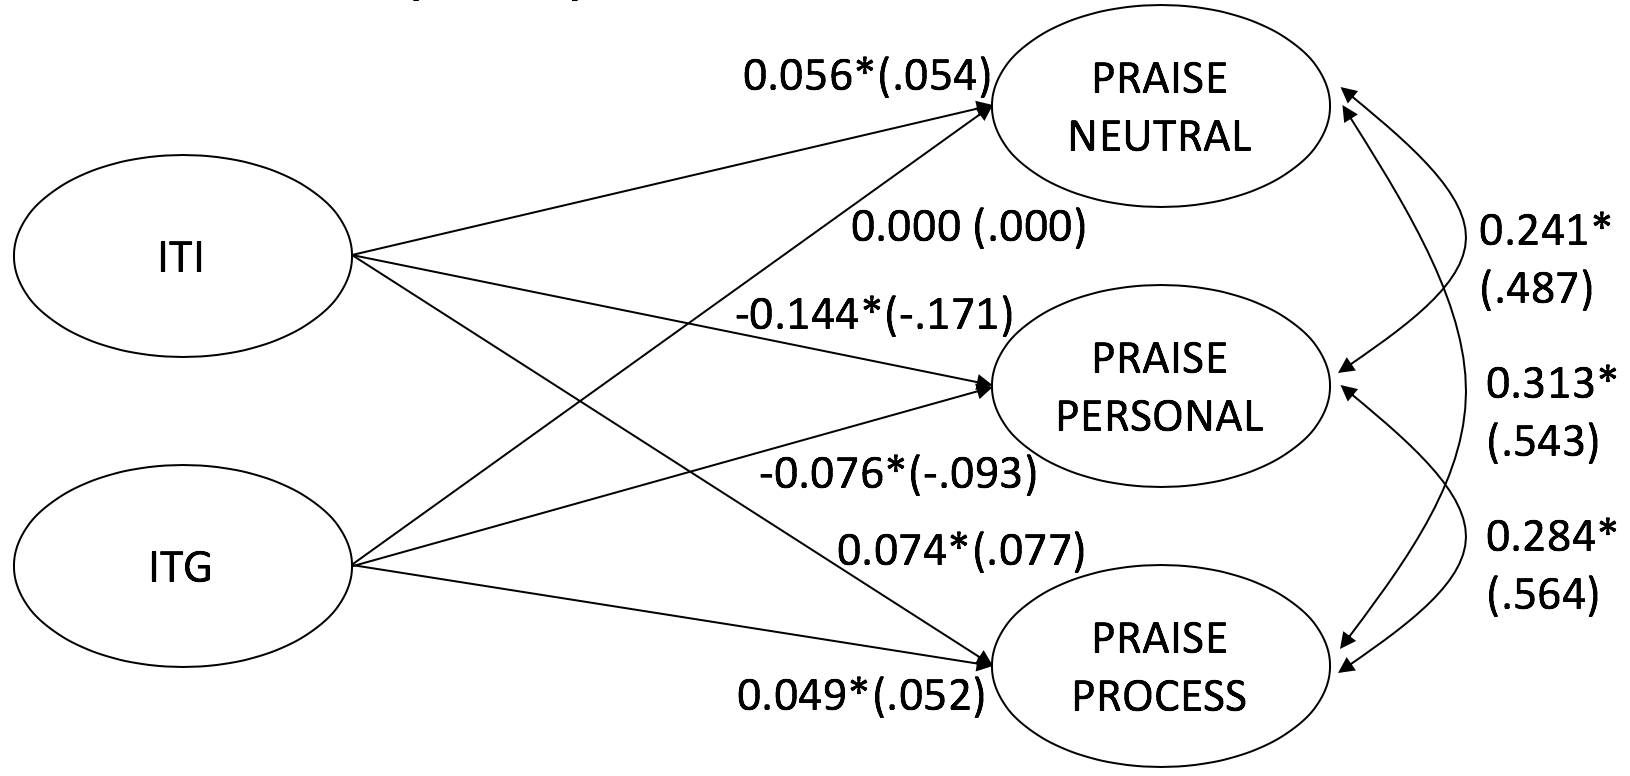 0.056*(.054)
PRAISE
NEUTRAL
ITI
0.000 (.000)
0.241*
(.487)
-0.144*(-.171)
PRAISE
PERSONAL
0.313*
(.543)
-0.076*(-.093)
ITG
0.074*(.077)
0.284*
(.564)
PRAISE
PROCESS
0.049*(.052)